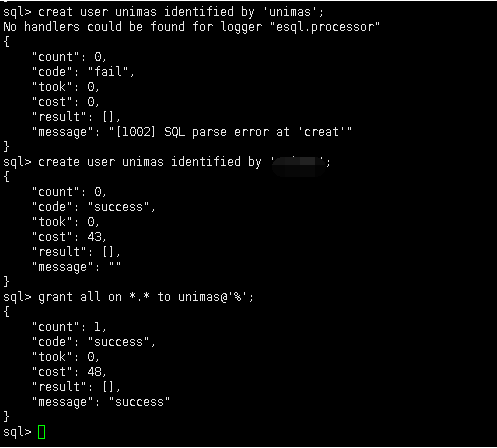 sql> creat user unimas identified by 'unimas';
No handlers could be found for logger "esql.processor"
{
    "count": 0,
    "code": "fail",
    "took": 0,
    "cost": 0,
    "result": [],
    "message": "[1002] SQL parse error at 'creat'"
}
sql> create user unimas identified by '';
{
    "count": 0,
    "code": "success",
    "took": 0,
    "cost": 43,
    "result": [],
    "message": ""
}
sql> grant all on *.* to unimas@'%';
{
    "count": 1,
    "code": "success",
    "took": 0,
    "cost": 48,
    "result": [],
    "message": "success"
}
sql>